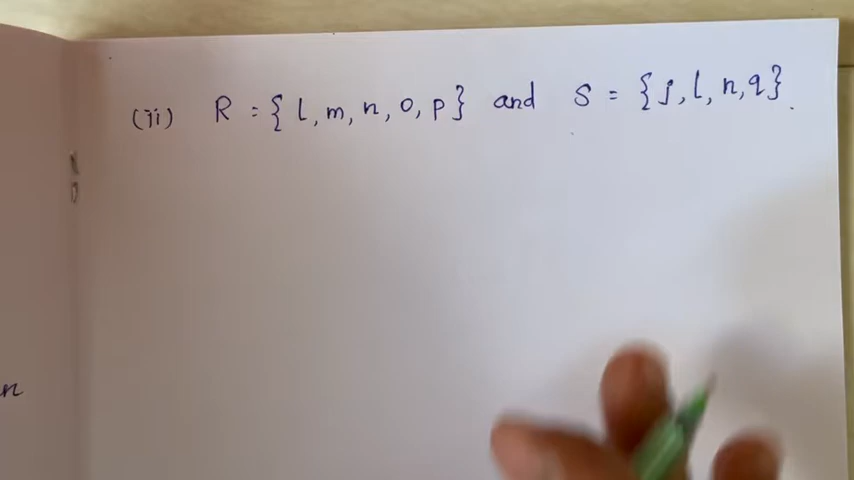 (ii) R = { l, m, n, o, p } and S = { j, l, n, q }.
n